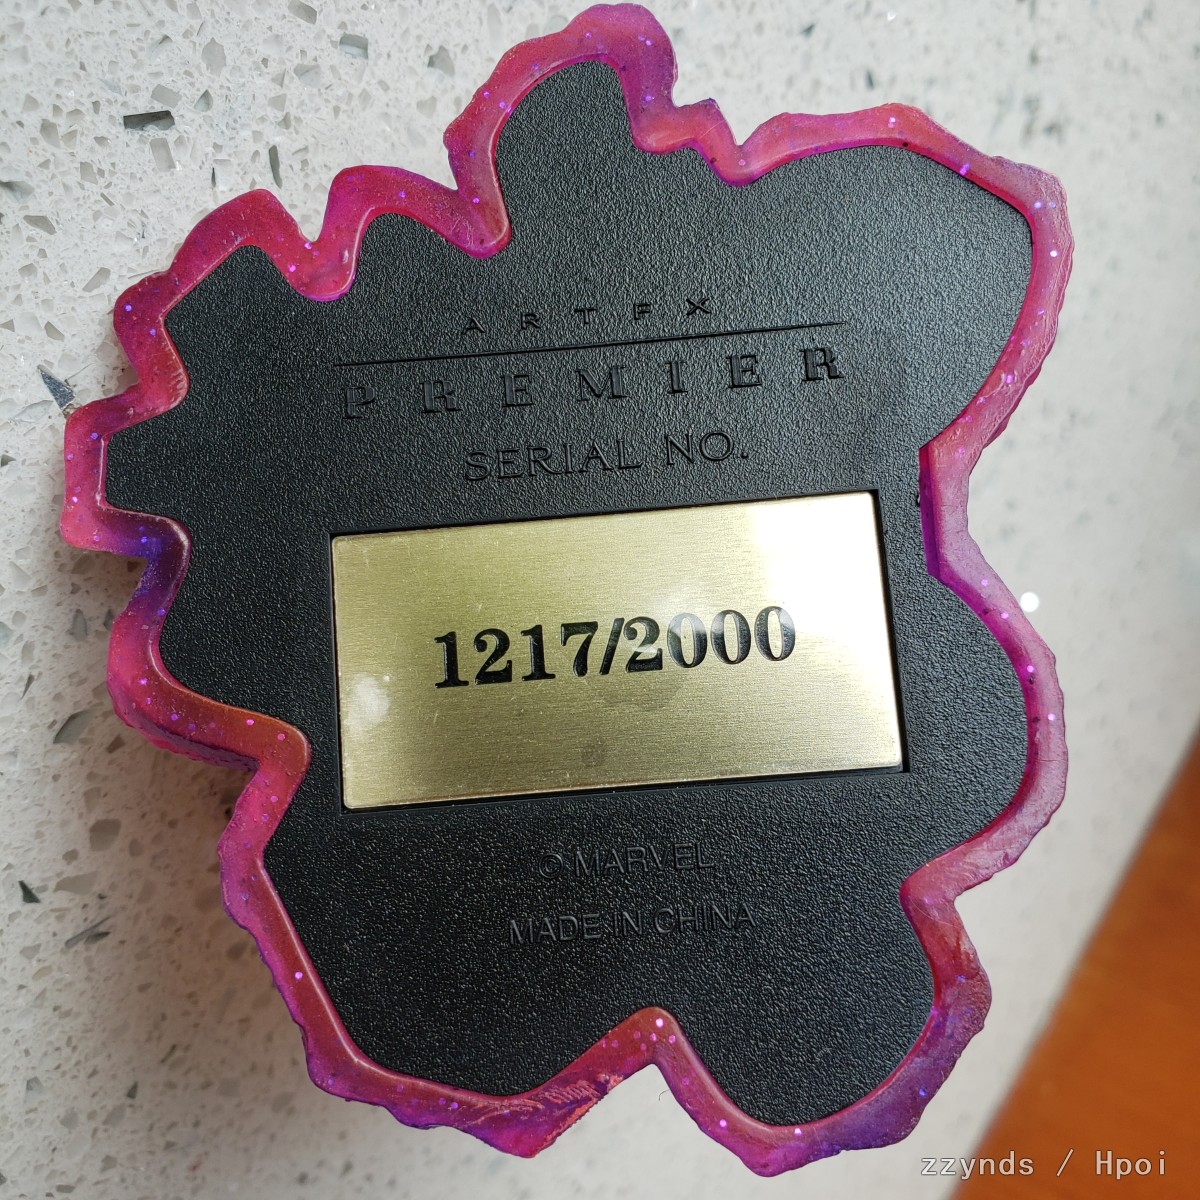 ARTFX
PREMIER
SERIAL NO.
1217/2000
© MARVEL
MADE IN CHINA
zzynds / Hpoi